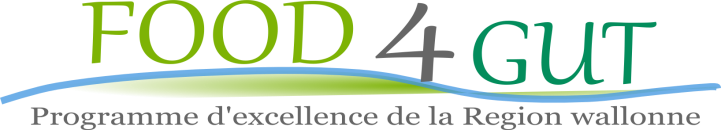 FOOD 4 GUT
Programme d'excellence de la Region wallonne